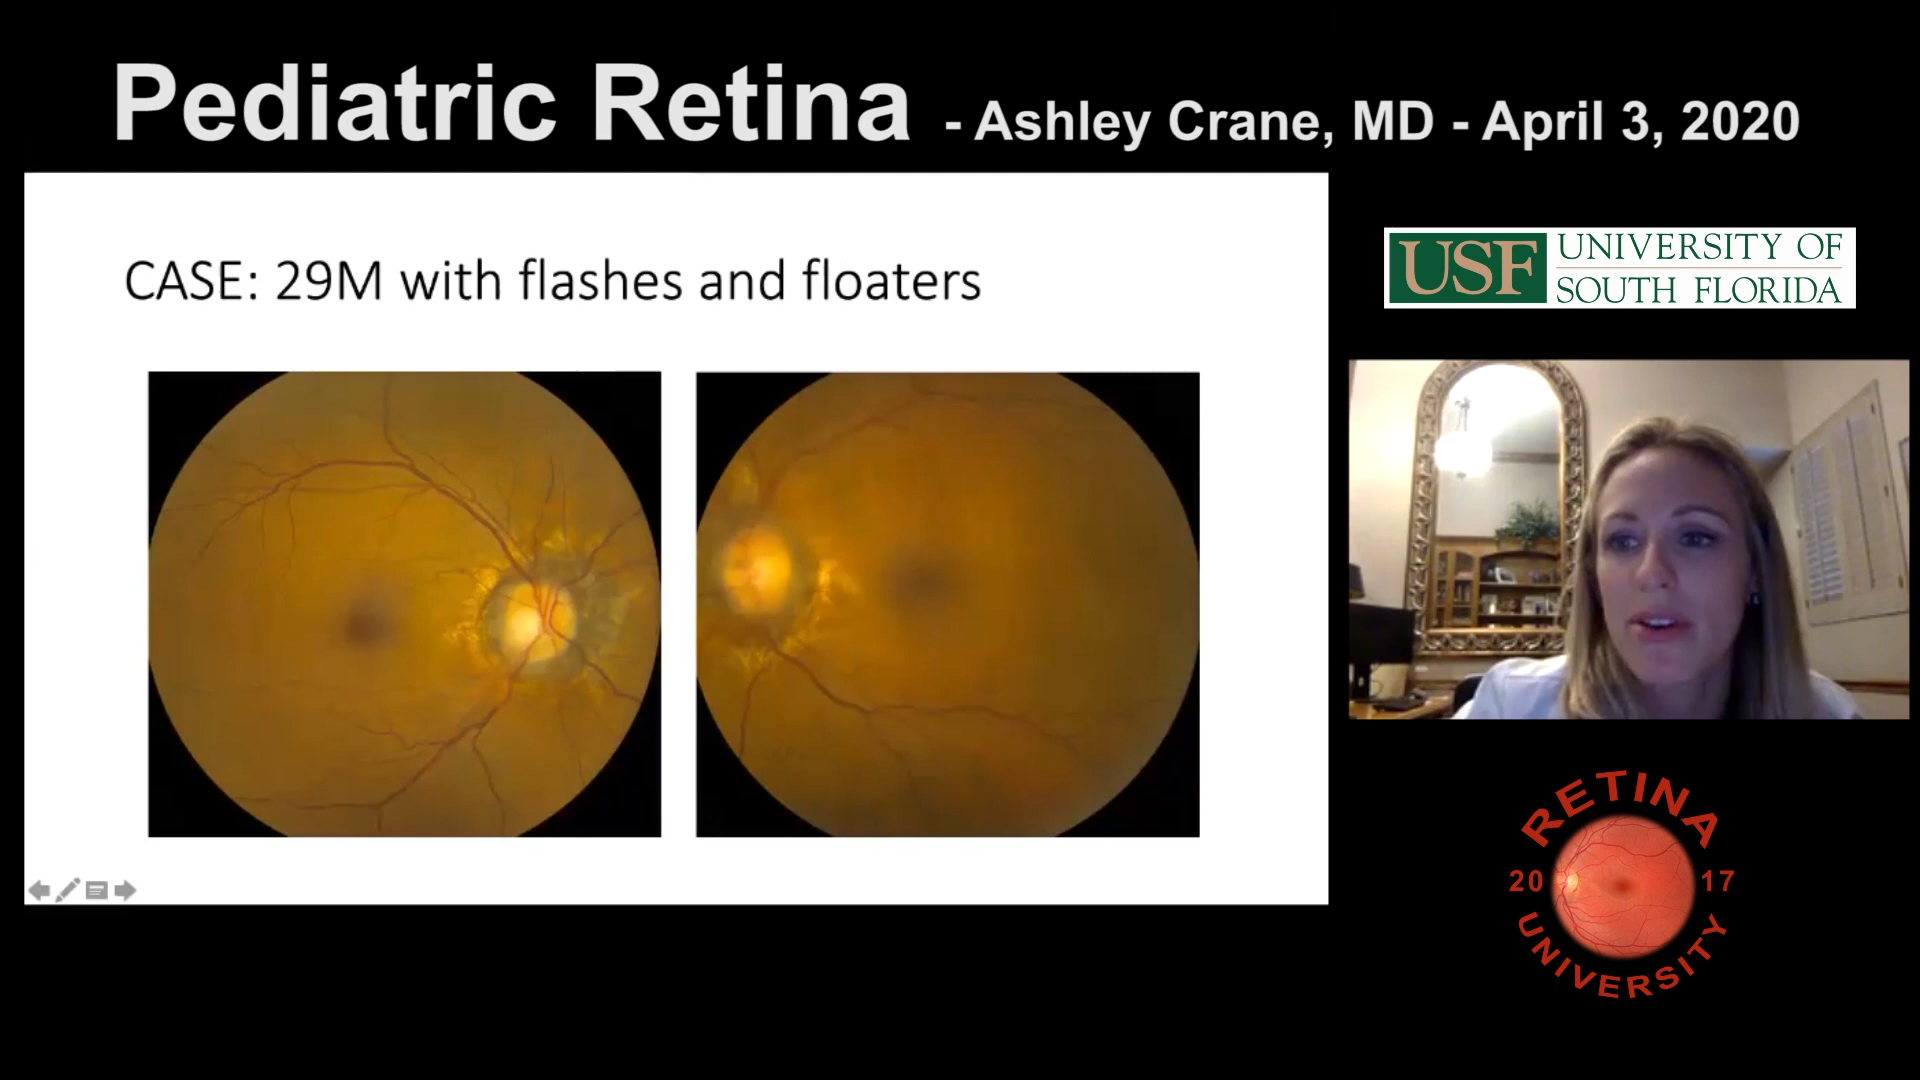 Pediatric Retina - Ashley Crane, MD - April 3, 2020
CASE: 29M with flashes and floaters
USF UNIVERSITY OF
SOUTH FLORIDA
RETINA
20 17
UNIVERSITY